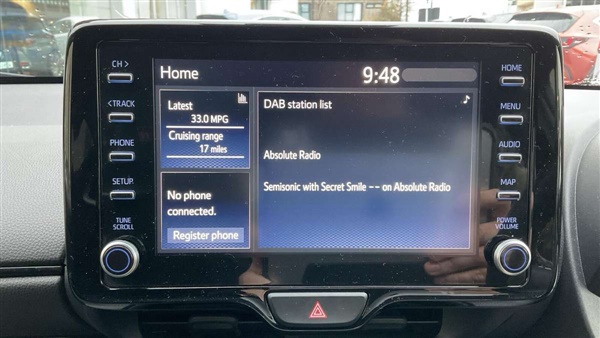 CH >
< TRACK
PHONE
SETUP
TUNE
SCROLL
Home
9:48
Latest
33.0 MPG
Cruising range
17 miles
No phone
connected.
Register phone
DAB station list
Absolute Radio
Semisonic with Secret Smile ~~ on Absolute Radio
HOME
MENU
AUDIO
MAP
POWER
VOLUME